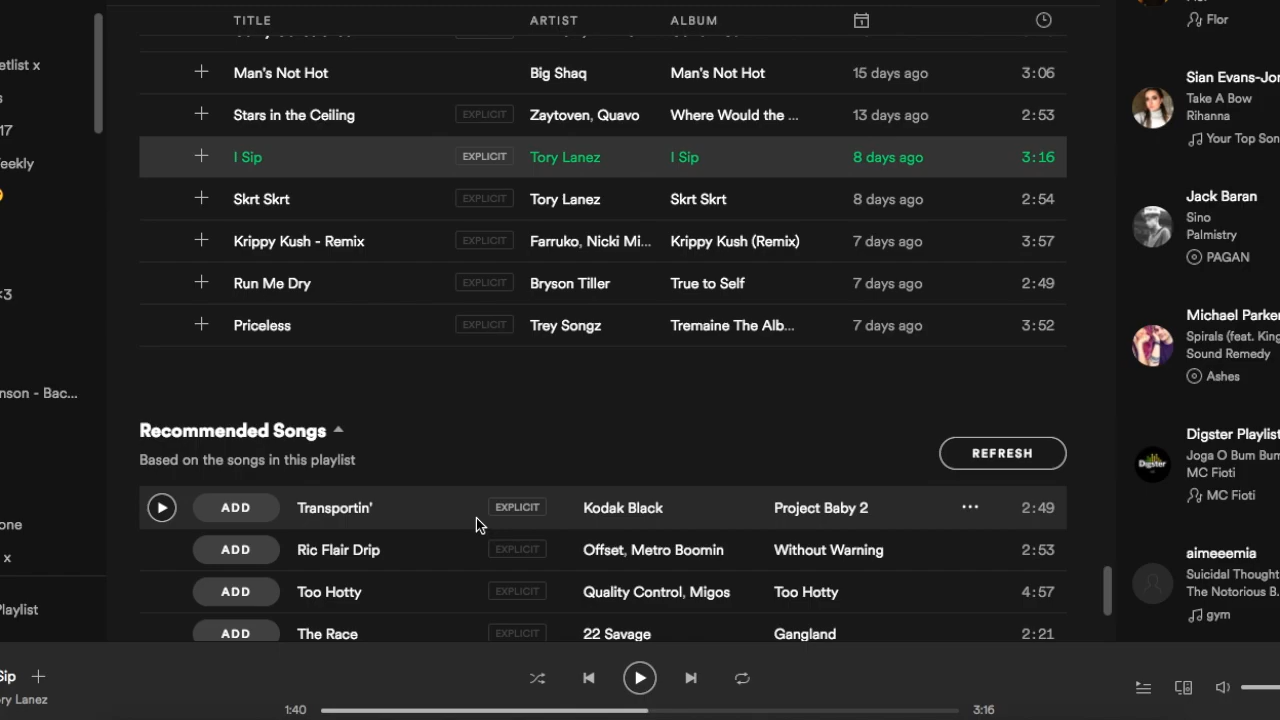 TITLE ARTIST ALBUM
Man's Not Hot Big Shaq Man's Not Hot 15 days ago 3:06
Stars in the Ceiling EXPLICIT Zaytoven, Quavo Where Would the ... 13 days ago 2:53
I Sip EXPLICIT Tory Lanez I Sip 8 days ago 3:16
Skrt Skrt EXPLICIT Tory Lanez Skrt Skrt 8 days ago 2:54
Krippy Kush - Remix EXPLICIT Farruko, Nicki Mi... Krippy Kush (Remix) 7 days ago 3:57
Run Me Dry EXPLICIT Bryson Tiller True to Self 7 days ago 2:49
Priceless EXPLICIT Trey Songz Tremaine The Alb... 7 days ago 3:52
Recommended Songs
Based on the songs in this playlist
REFRESH
ADD Transportin' EXPLICIT Kodak Black Project Baby 2 ... 2:49
ADD Ric Flair Drip EXPLICIT Offset, Metro Boomin Without Warning 2:53
ADD Too Hotty EXPLICIT Quality Control, Migos Too Hotty 4:57
ADD The Race EXPLICIT 22 Savage Gangland 2:21
etlist x
17
eekly
<3
nson - Bac...
one
x
Playlist
Flor
Sian Evans-Jor
Take A Bow
Rihanna
Your Top Son
Jack Baran
Sino
Palmistry
PAGAN
Michael Parker
Spirals (feat. King
Sound Remedy
Ashes
Digster
Digster Playlist
Joga O Bum Bum
MC Fioti
MC Fioti
aimeeemia
Suicidal Thought
The Notorious B.
gym
Sip
ory Lanez
1:40 3:16